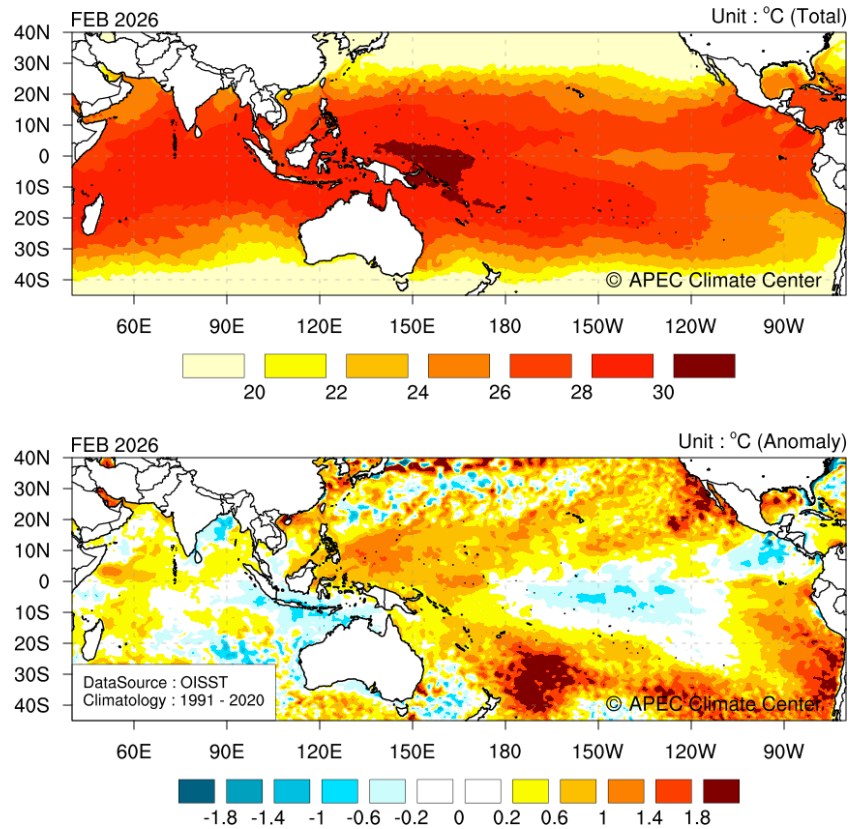 FEB 2026 Unit : °C (Total)
40N
30N
20N
10N
0
10S
20S
30S
40S
© APEC Climate Center
60E 90E 120E 150E 180 150W 120W 90W
20 22 24 26 28 30
FEB 2026 Unit : °C (Anomaly)
40N
30N
20N
10N
0
10S
20S
30S
40S
DataSource : OISST
Climatology : 1991 - 2020
© APEC Climate Center
60E 90E 120E 150E 180 150W 120W 90W
-1.8 -1.4 -1 -0.6 -0.2 0 0.2 0.6 1 1.4 1.8